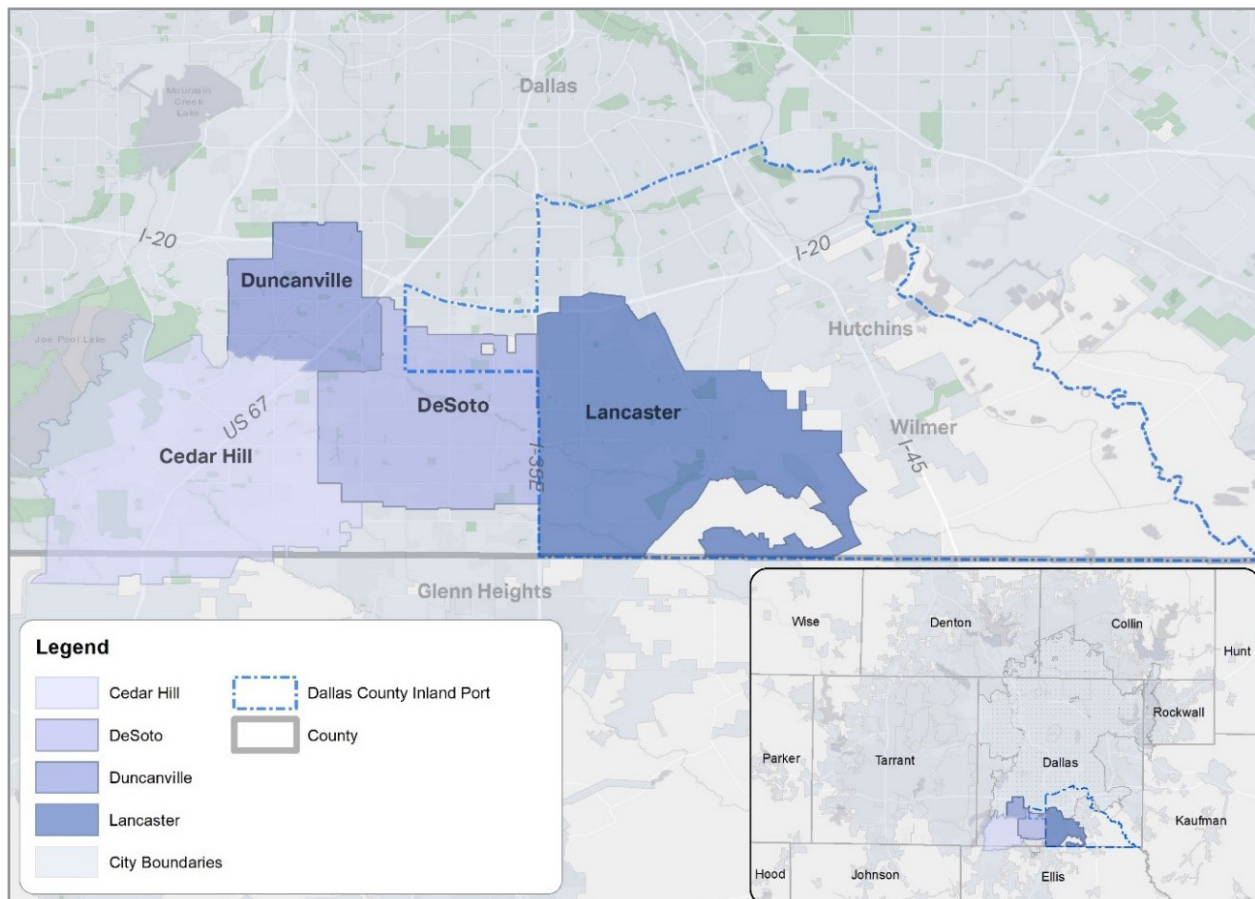 Dallas
Mountain
Creek
Lake
I-20
I-20
Duncanville
Hutchins
Joe Pool Lake
US 67
DeSoto
Lancaster
Wilmer
Cedar Hill
I-35E
I-45
Glenn Heights
Legend
Cedar Hill
DeSoto
Duncanville
Lancaster
City Boundaries
Dallas County Inland Port
County
Wise
Denton
Collin
Hunt
Rockwall
Parker
Tarrant
Dallas
Kaufman
Hood
Johnson
Ellis